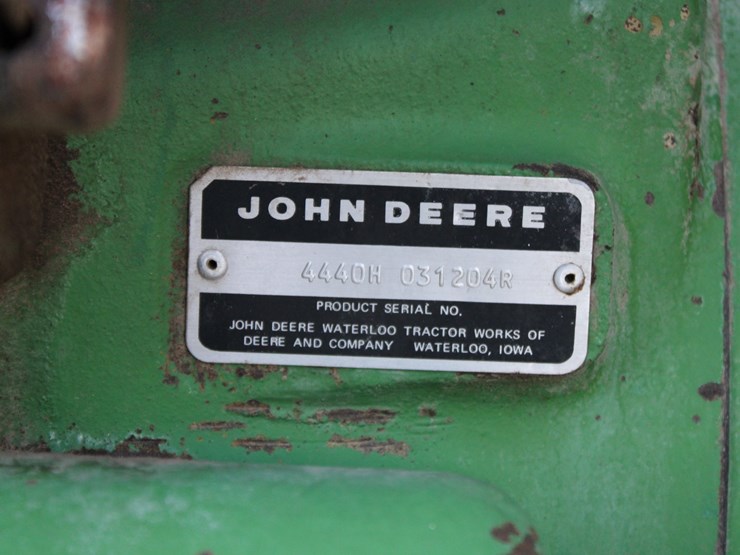 JOHN DEERE
4440H 031204R
PRODUCT SERIAL NO.
JOHN DEERE WATERLOO TRACTOR WORKS OF
DEERE AND COMPANY WATERLOO, IOWA